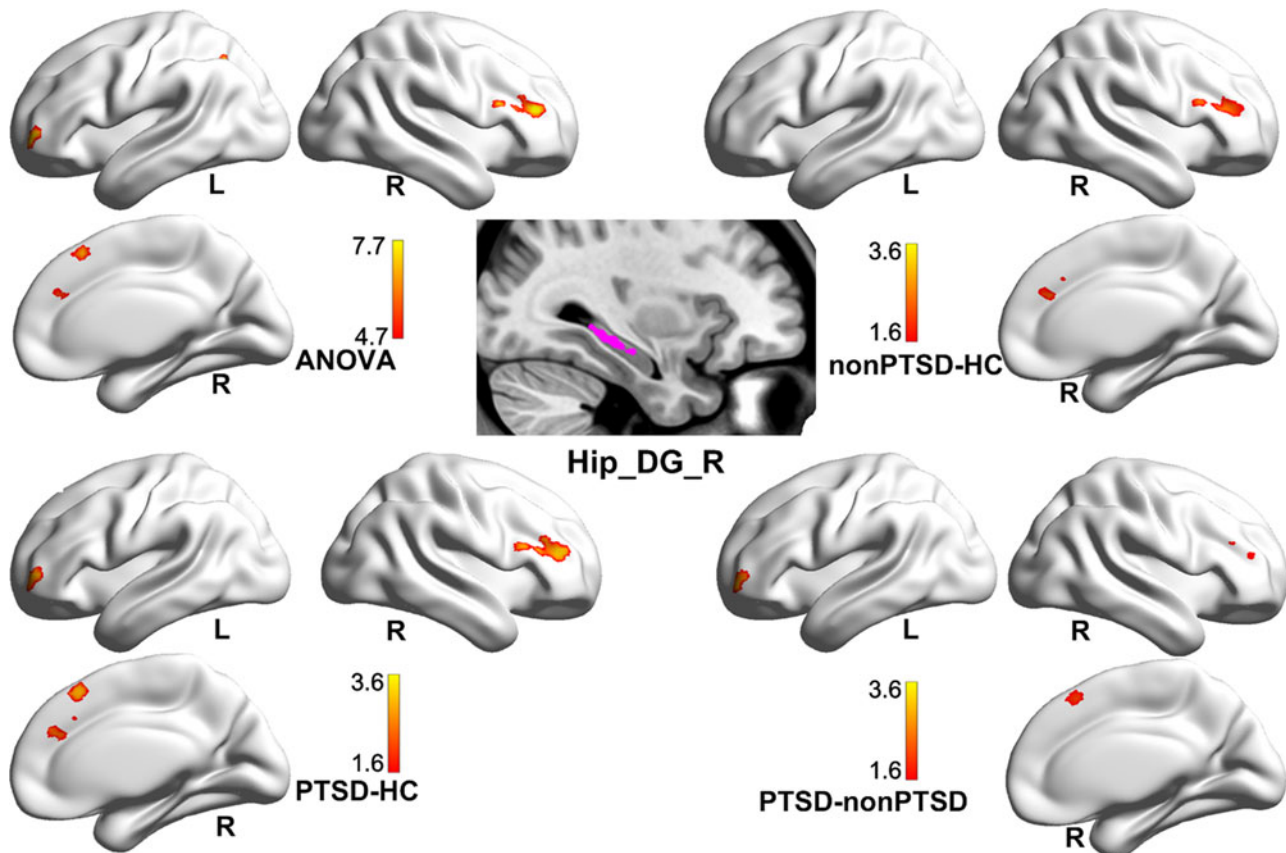 L
R
L
R
7.7
4.7
ANOVA
R
3.6
1.6
nonPTSD-HC
R
Hip_DG_R
L
R
L
R
3.6
1.6
PTSD-HC
R
3.6
1.6
PTSD-nonPTSD
R